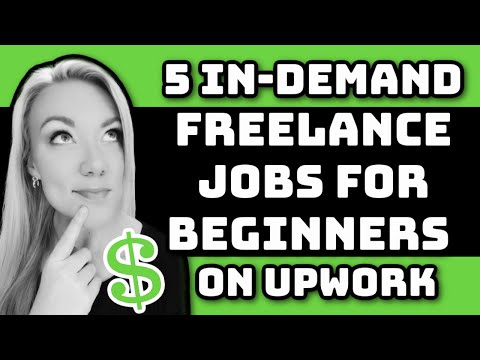 5 IN-DEMAND
FREELANCE
JOBS FOR
BEGINNERS
ON UPWORK
$